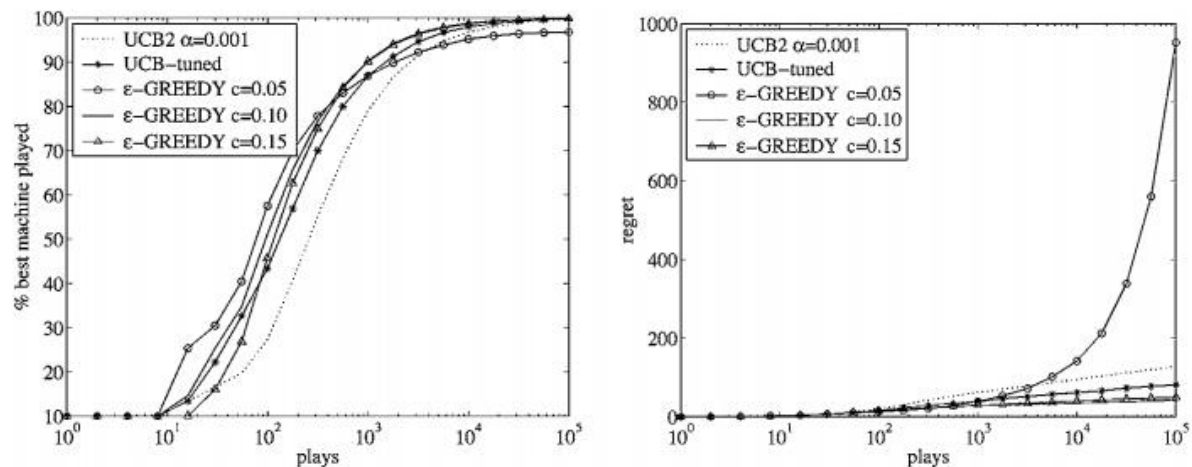 100
90
80
70
60
50
40
30
20
10
% best machine played
UCB2 α=0.001
UCB−tuned
ε−GREEDY c=0.05
ε−GREEDY c=0.10
ε−GREEDY c=0.15
10^0
10^1
10^2
10^3
10^4
10^5
plays
1000
800
600
400
200
0
regret
UCB2 α=0.001
UCB−tuned
ε−GREEDY c=0.05
ε−GREEDY c=0.10
ε−GREEDY c=0.15
10^0
10^1
10^2
10^3
10^4
10^5
plays